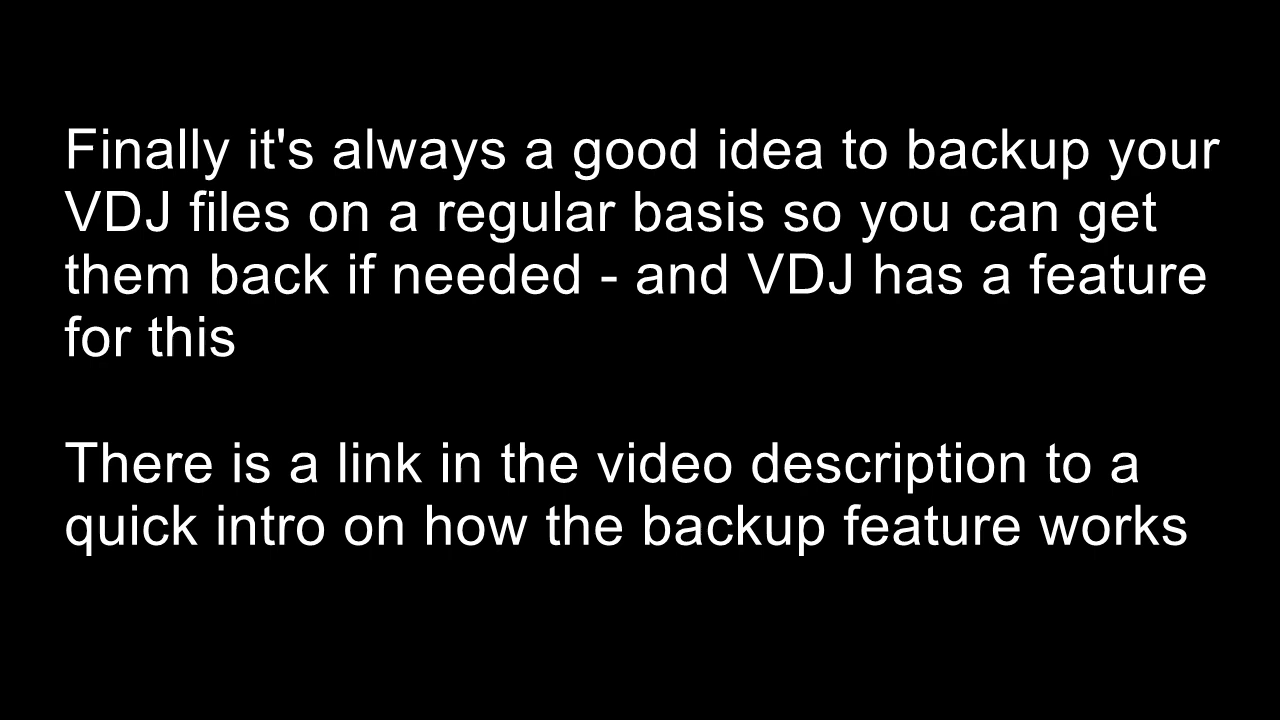 Finally it's always a good idea to backup your
VDJ files on a regular basis so you can get
them back if needed - and VDJ has a feature
for this
There is a link in the video description to a
quick intro on how the backup feature works